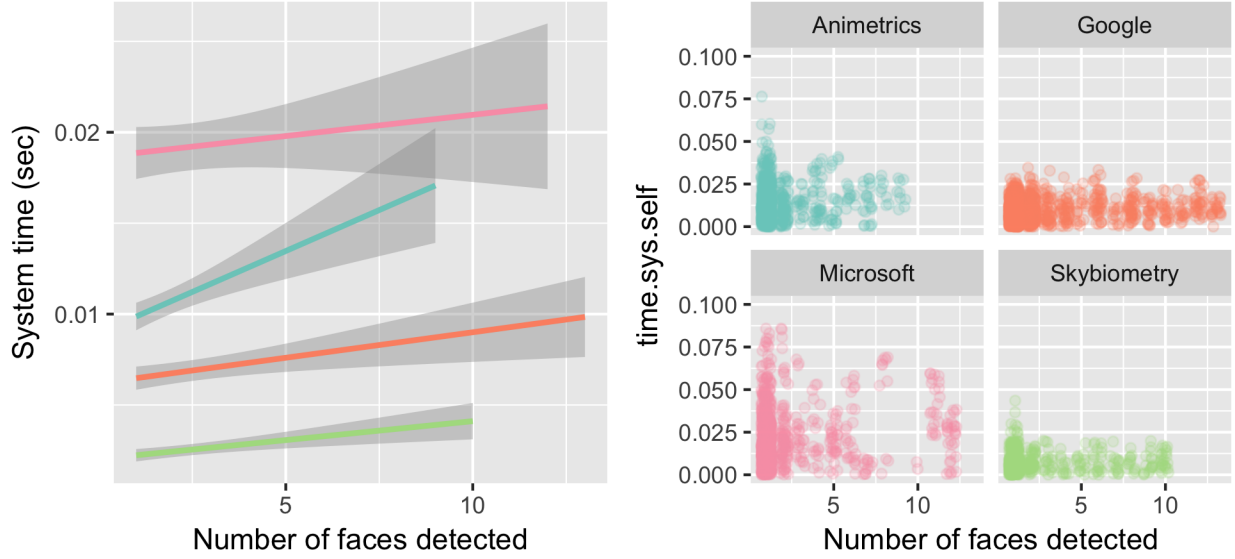 System time (sec)
0.02
0.01
5 10
Number of faces detected
time.sys.self
Animetrics Google
0.100
0.075
0.050
0.025
0.000
Microsoft Skybiometry
0.100
0.075
0.050
0.025
0.000
5 10 5 10
Number of faces detected